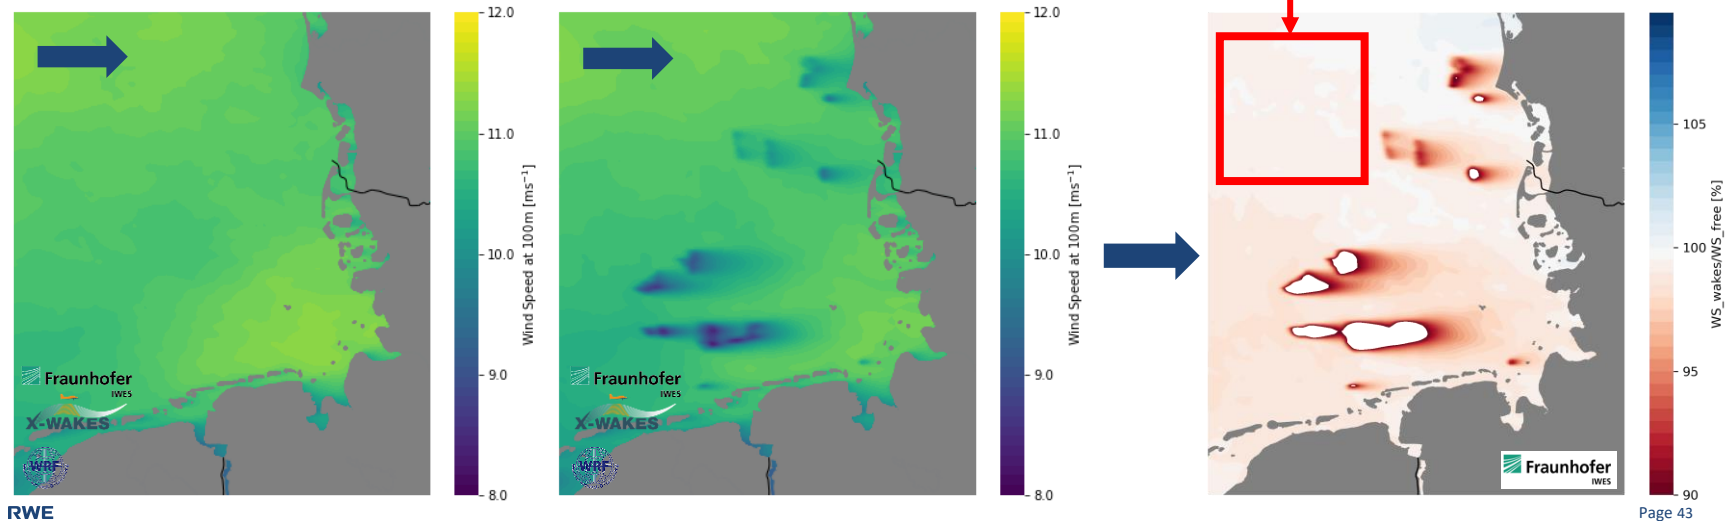 12.0
11.0
10.0
9.0
8.0
Wind Speed at 100m [ms⁻¹]
Fraunhofer
IWES
X-WAKES
WRF
12.0
11.0
10.0
9.0
8.0
Wind Speed at 100m [ms⁻¹]
Fraunhofer
IWES
X-WAKES
WRF
105
100
95
90
WS_wakes/WS_free [%]
Fraunhofer
IWES
RWE
Page 43